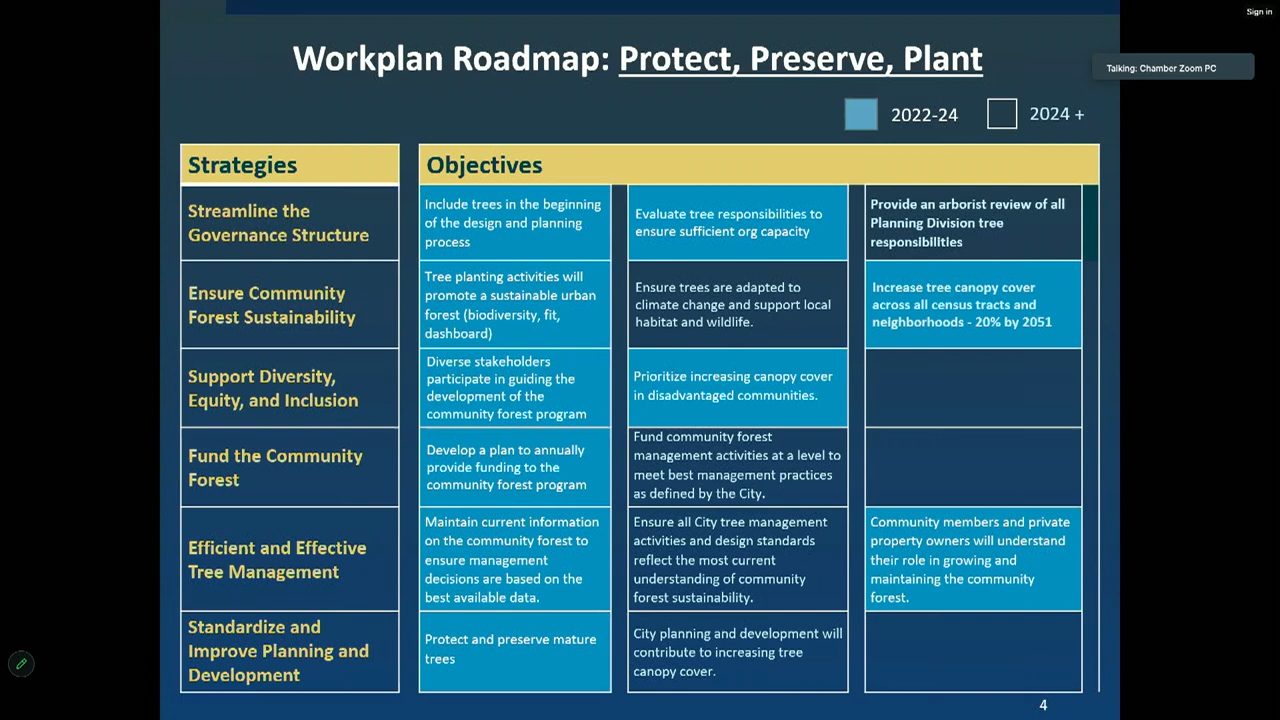 Sign in
Workplan Roadmap: Protect, Preserve, Plant
Talking: Chamber Zoom PC
2022-24
2024 +
Strategies
Objectives
Streamline the
Governance Structure
Include trees in the beginning
of the design and planning
process
Evaluate tree responsibilities to
ensure sufficient org capacity
Provide an arborist review of all
Planning Division tree
responsibilities
Ensure Community
Forest Sustainability
Tree planting activities will
promote a sustainable urban
forest (biodiversity, fit,
dashboard)
Ensure trees are adapted to
climate change and support local
habitat and wildlife.
Increase tree canopy cover
across all census tracts and
neighborhoods - 20% by 2051
Support Diversity,
Equity, and Inclusion
Diverse stakeholders
participate in guiding the
development of the
community forest program
Prioritize increasing canopy cover
in disadvantaged communities.
Fund the Community
Forest
Develop a plan to annually
provide funding to the
community forest program
Fund community forest
management activities at a level to
meet best management practices
as defined by the City.
Efficient and Effective
Tree Management
Maintain current information
on the community forest to
ensure management
decisions are based on the
best available data.
Ensure all City tree management
activities and design standards
reflect the most current
understanding of community
forest sustainability.
Community members and private
property owners will understand
their role in growing and
maintaining the community
forest.
Standardize and
Improve Planning and
Development
Protect and preserve mature
trees
City planning and development will
contribute to increasing tree
canopy cover.
4